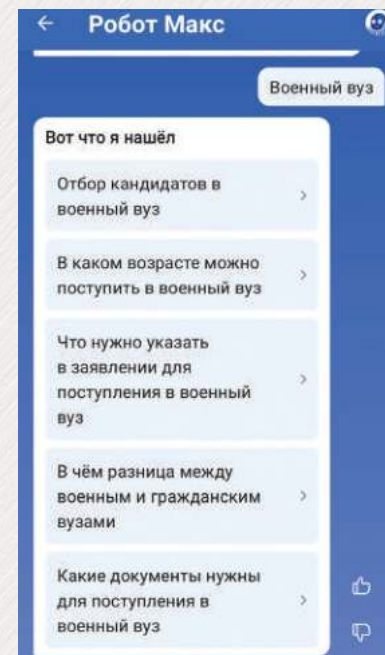 Робот Макс
Военный вуз
Вот что я нашёл
Отбор кандидатов в
военный вуз
В каком возрасте можно
поступить в военный вуз
Что нужно указать
в заявлении для
поступления в военный
вуз
В чём разница между
военным и гражданским
вузами
Какие документы нужны
для поступления в
военный вуз